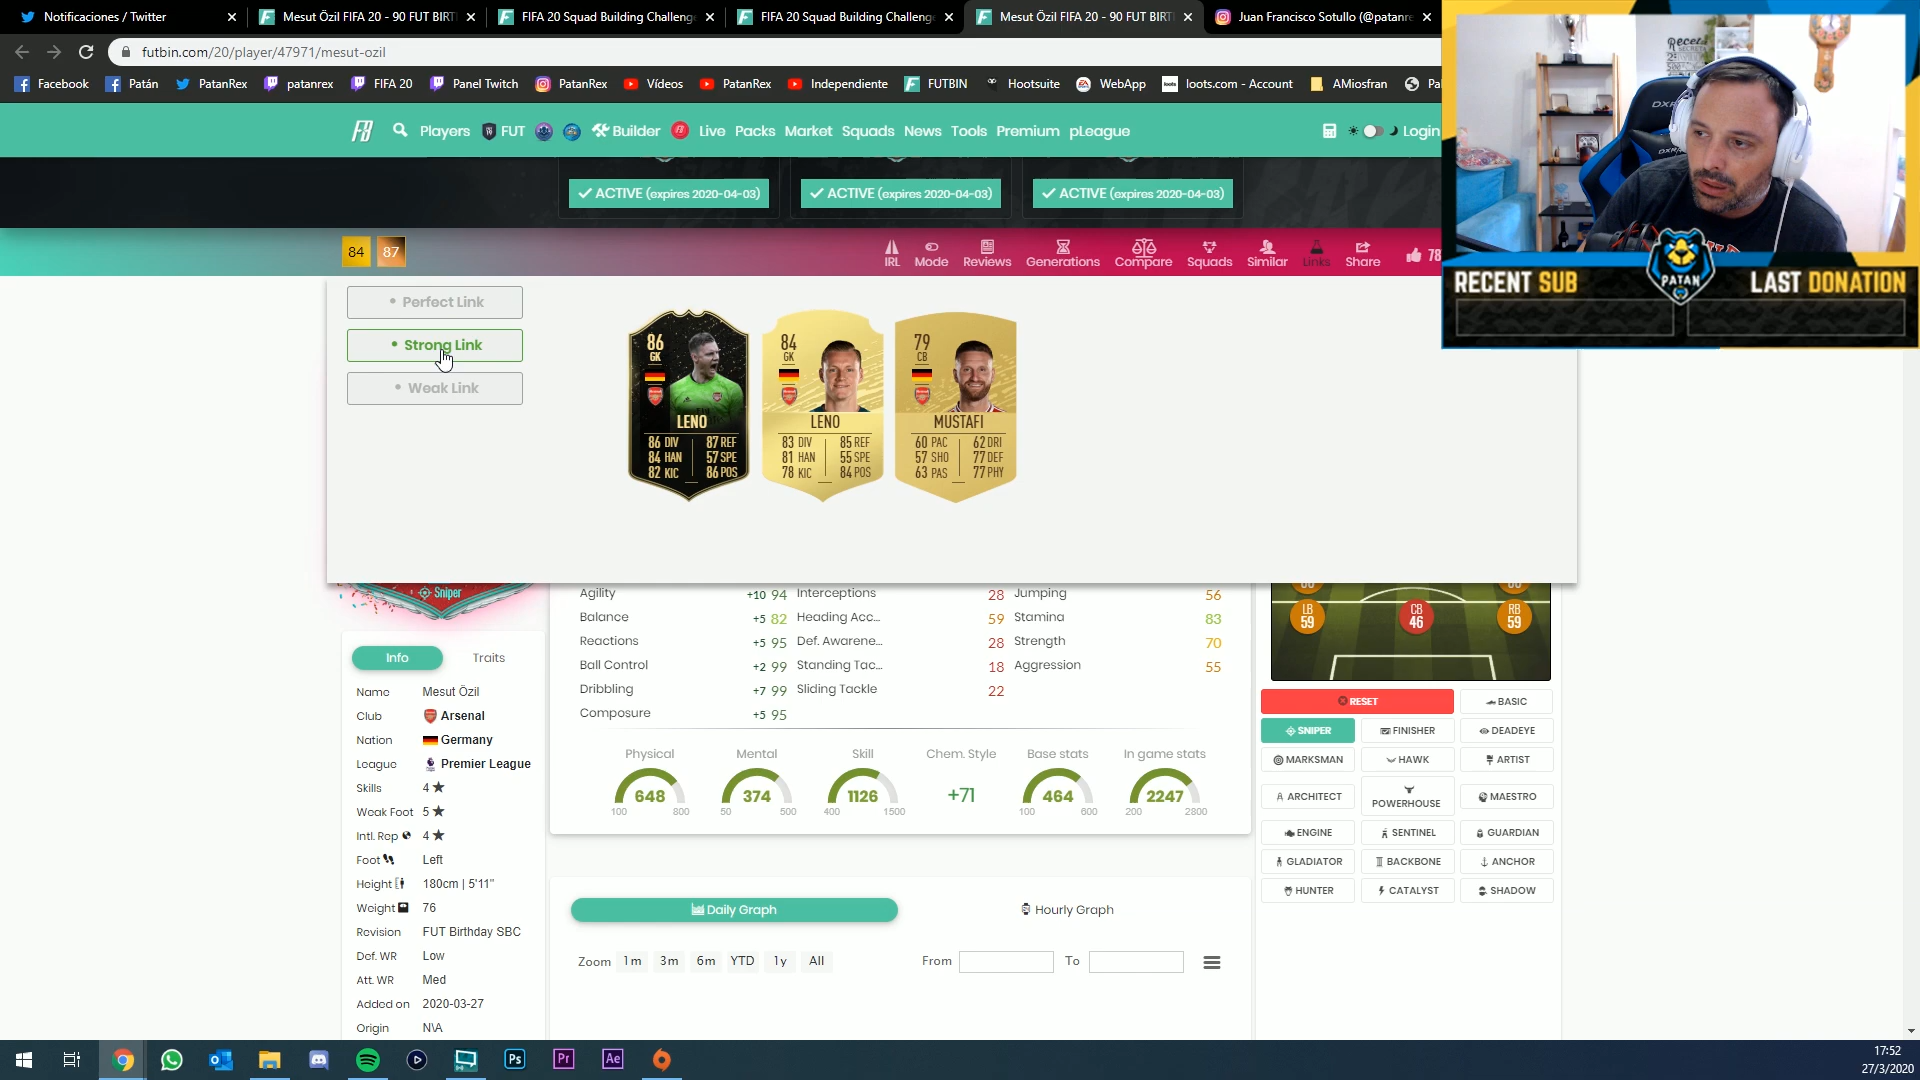 Notificaciones / Twitter
Mesut Özil FIFA 20 - 90 FUT BIRT
FIFA 20 Squad Building Challeng
FIFA 20 Squad Building Challeng
Mesut Özil FIFA 20 - 90 FUT BIRT
Juan Francisco Sotullo (@patanre
futbin.com/20/player/47971/mesut-ozil
Facebook Patán PatanRex patanrex FIFA 20 Panel Twitch PatanRex Vídeos PatanRex Independiente FUTBIN Hootsuite WebApp loots.com - Account AMiosfran
Players FUT Builder Live Packs Market Squads News Tools Premium pLeague Login
ACTIVE (expires 2020-04-03) ACTIVE (expires 2020-04-03) ACTIVE (expires 2020-04-03)
84 87 IRL Mode Reviews Generations Compare Squads Similar Links Share 78
RECENT SUB PATAN LAST DONATION
• Perfect Link
• Strong Link
• Weak Link
86 GK LENO
86 DIV 87 REF
84 HAN 57 SPE
82 KIC 86 POS
84 GK LENO
83 DIV 85 REF
81 HAN 55 SPE
78 KIC 84 POS
79 CB MUSTAFI
60 PAC 62 DRI
57 SHO 77 DEF
63 PAS 77 PHY
Sniper
Agility +10 94 Interceptions 28 Jumping 56
Balance +5 82 Heading Acc... 59 Stamina 83
Reactions +5 95 Def. Awarene... 28 Strength 70
Ball Control +2 99 Standing Tac... 18 Aggression 55
Dribbling +7 99 Sliding Tackle 22
Composure +5 95
Physical Mental Skill Chem. Style Base stats In game stats
648 374 1126 +71 464 2247
100 800 50 500 400 1500 100 600 200 2800
LB 59 CB 46 RB 59
RESET BASIC
SNIPER FINISHER DEADEYE
MARKSMAN HAWK ARTIST
ARCHITECT POWERHOUSE MAESTRO
ENGINE SENTINEL GUARDIAN
GLADIATOR BACKBONE ANCHOR
HUNTER CATALYST SHADOW
Info Traits
Name Mesut Özil
Club Arsenal
Nation Germany
League Premier League
Skills 4
Weak Foot 5
Intl. Rep 4
Foot Left
Height 180cm | 5'11"
Weight 76
Revision FUT Birthday SBC
Def. WR Low
Att. WR Med
Added on 2020-03-27
Origin N\A
Daily Graph Hourly Graph
Zoom 1m 3m 6m YTD 1y All From To
Ps Pr Ae
17:52
27/3/2020